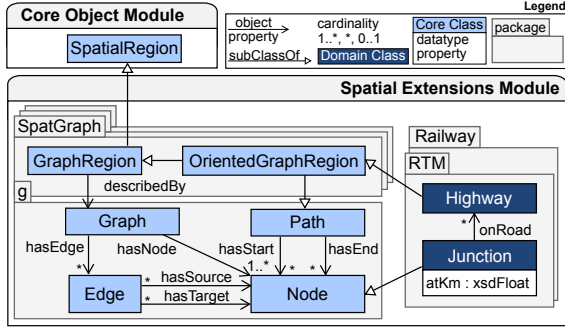 Core Object Module
SpatialRegion
Legend
object
property
cardinality
1..*, *, 0..1
subClassOf
Domain Class
Core Class
datatype
property
package
Spatial Extensions Module
SpatGraph
GraphRegion
OrientedGraphRegion
describedBy
g
Graph
Path
hasEdge
hasNode
hasStart
hasEnd
*
1..*
*
*
Edge
* hasSource
* hasTarget
Node
Railway
RTM
Highway
* onRoad
Junction
atKm : xsdFloat